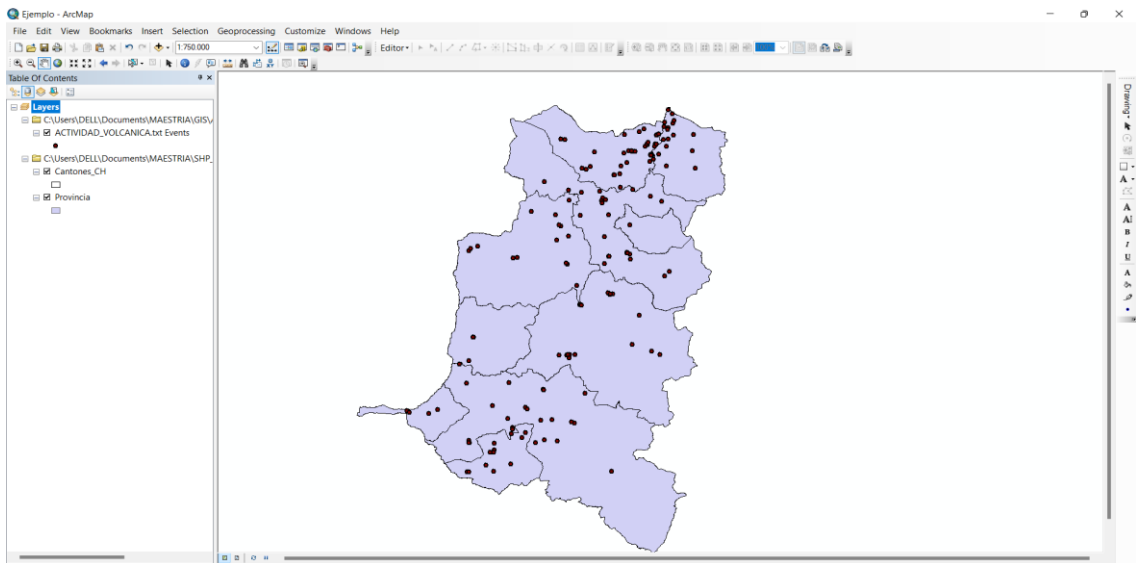 Ejemplo - ArcMap
File Edit View Bookmarks Insert Selection Geoprocessing Customize Windows Help
1:750.000
Editor
Table Of Contents
Layers
C:\Users\DELL\Documents\MAESTRIA\GIS\
ACTIVIDAD_VOLCANICA.txt Events
C:\Users\DELL\Documents\MAESTRIA\SHP_
Cantones_CH
Provincia
Drawing
A
A
A
B
I
U
A